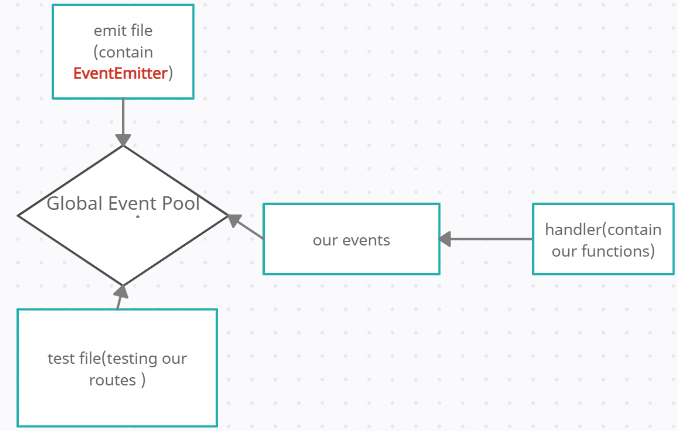 emit file
(contain
EventEmitter)
Global Event Pool
.
our events
handler(contain
our functions)
test file(testing our
routes )